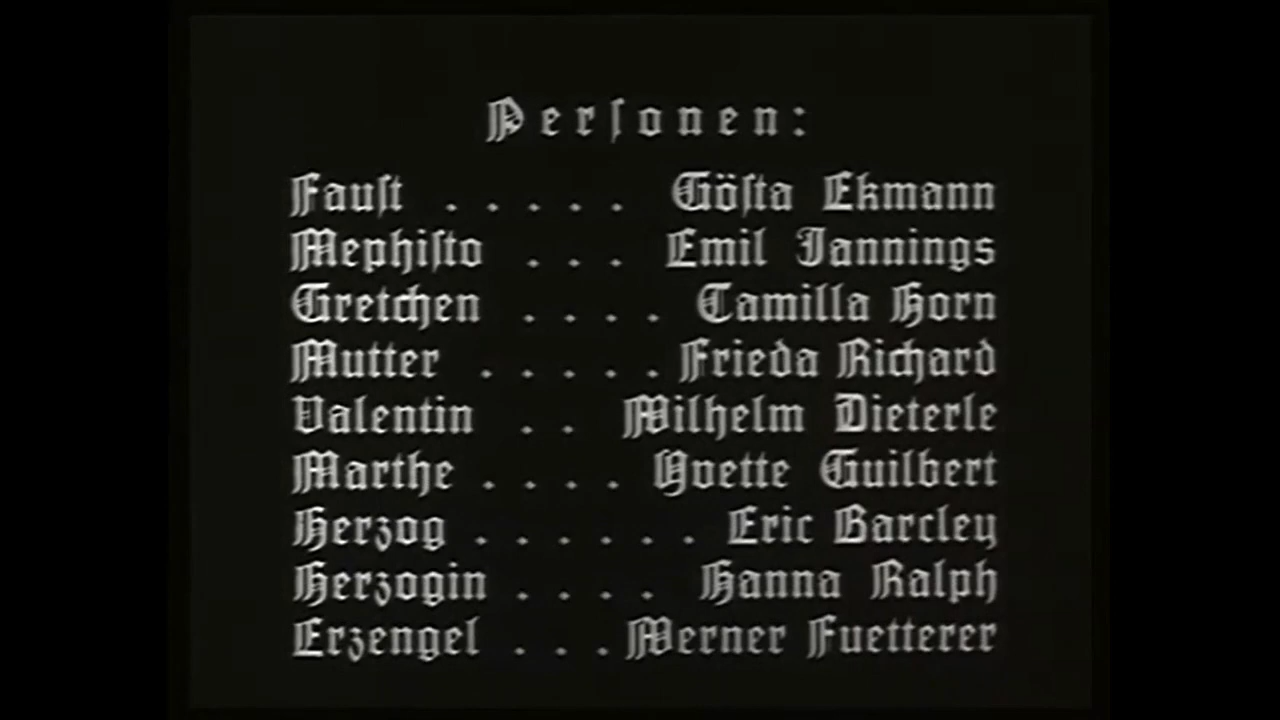 Perſonen:
Fauſt . . . . . Göſta Ekmann
Mephiſto . . . Emil Jannings
Gretchen . . . . Camilla Horn
Mutter . . . . . Frieda Richard
Valentin . . Wilhelm Dieterle
Marthe . . . . Yvette Guilbert
Herzog . . . . . . Eric Barcley
Herzogin . . . . Hanna Ralph
Erzengel . . . Werner Fuetterer